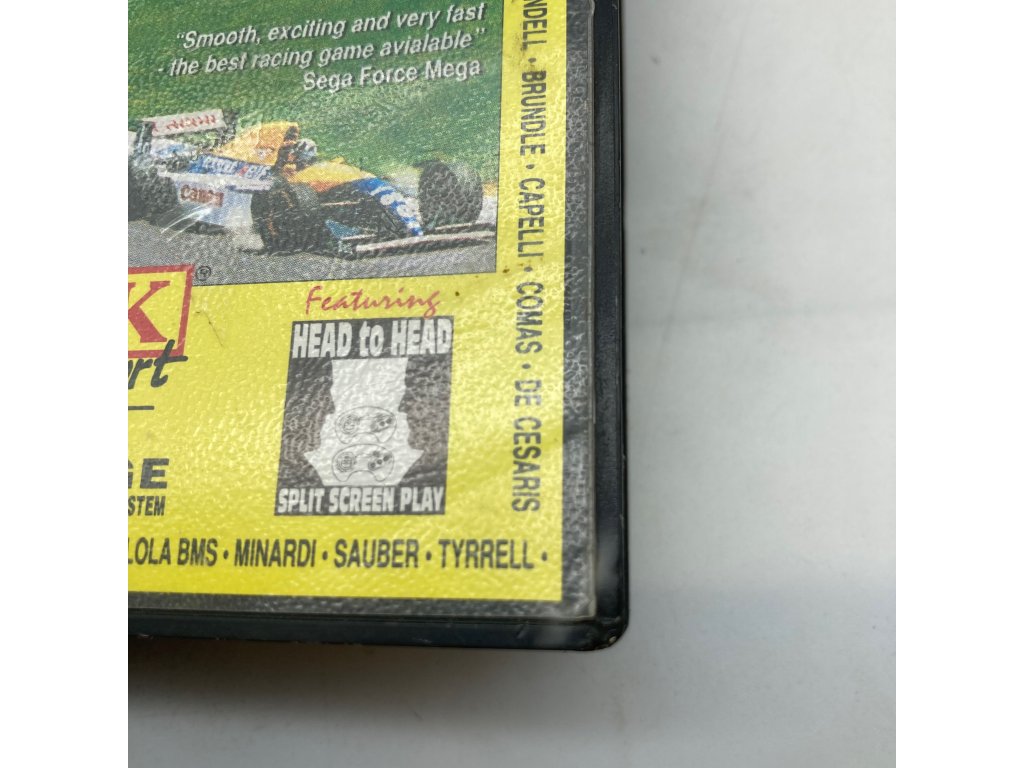 "Smooth, exciting and very fast
- the best racing game avialable"
Sega Force Mega
Canon
Canon
K®
Featuring
HEAD to HEAD
SPLIT SCREEN PLAY
GE
STEM
LOLA BMS · MINARDI · SAUBER · TYRRELL ·
NDELL · BRUNDLE · CAPELLI · COMAS · DE CESARIS